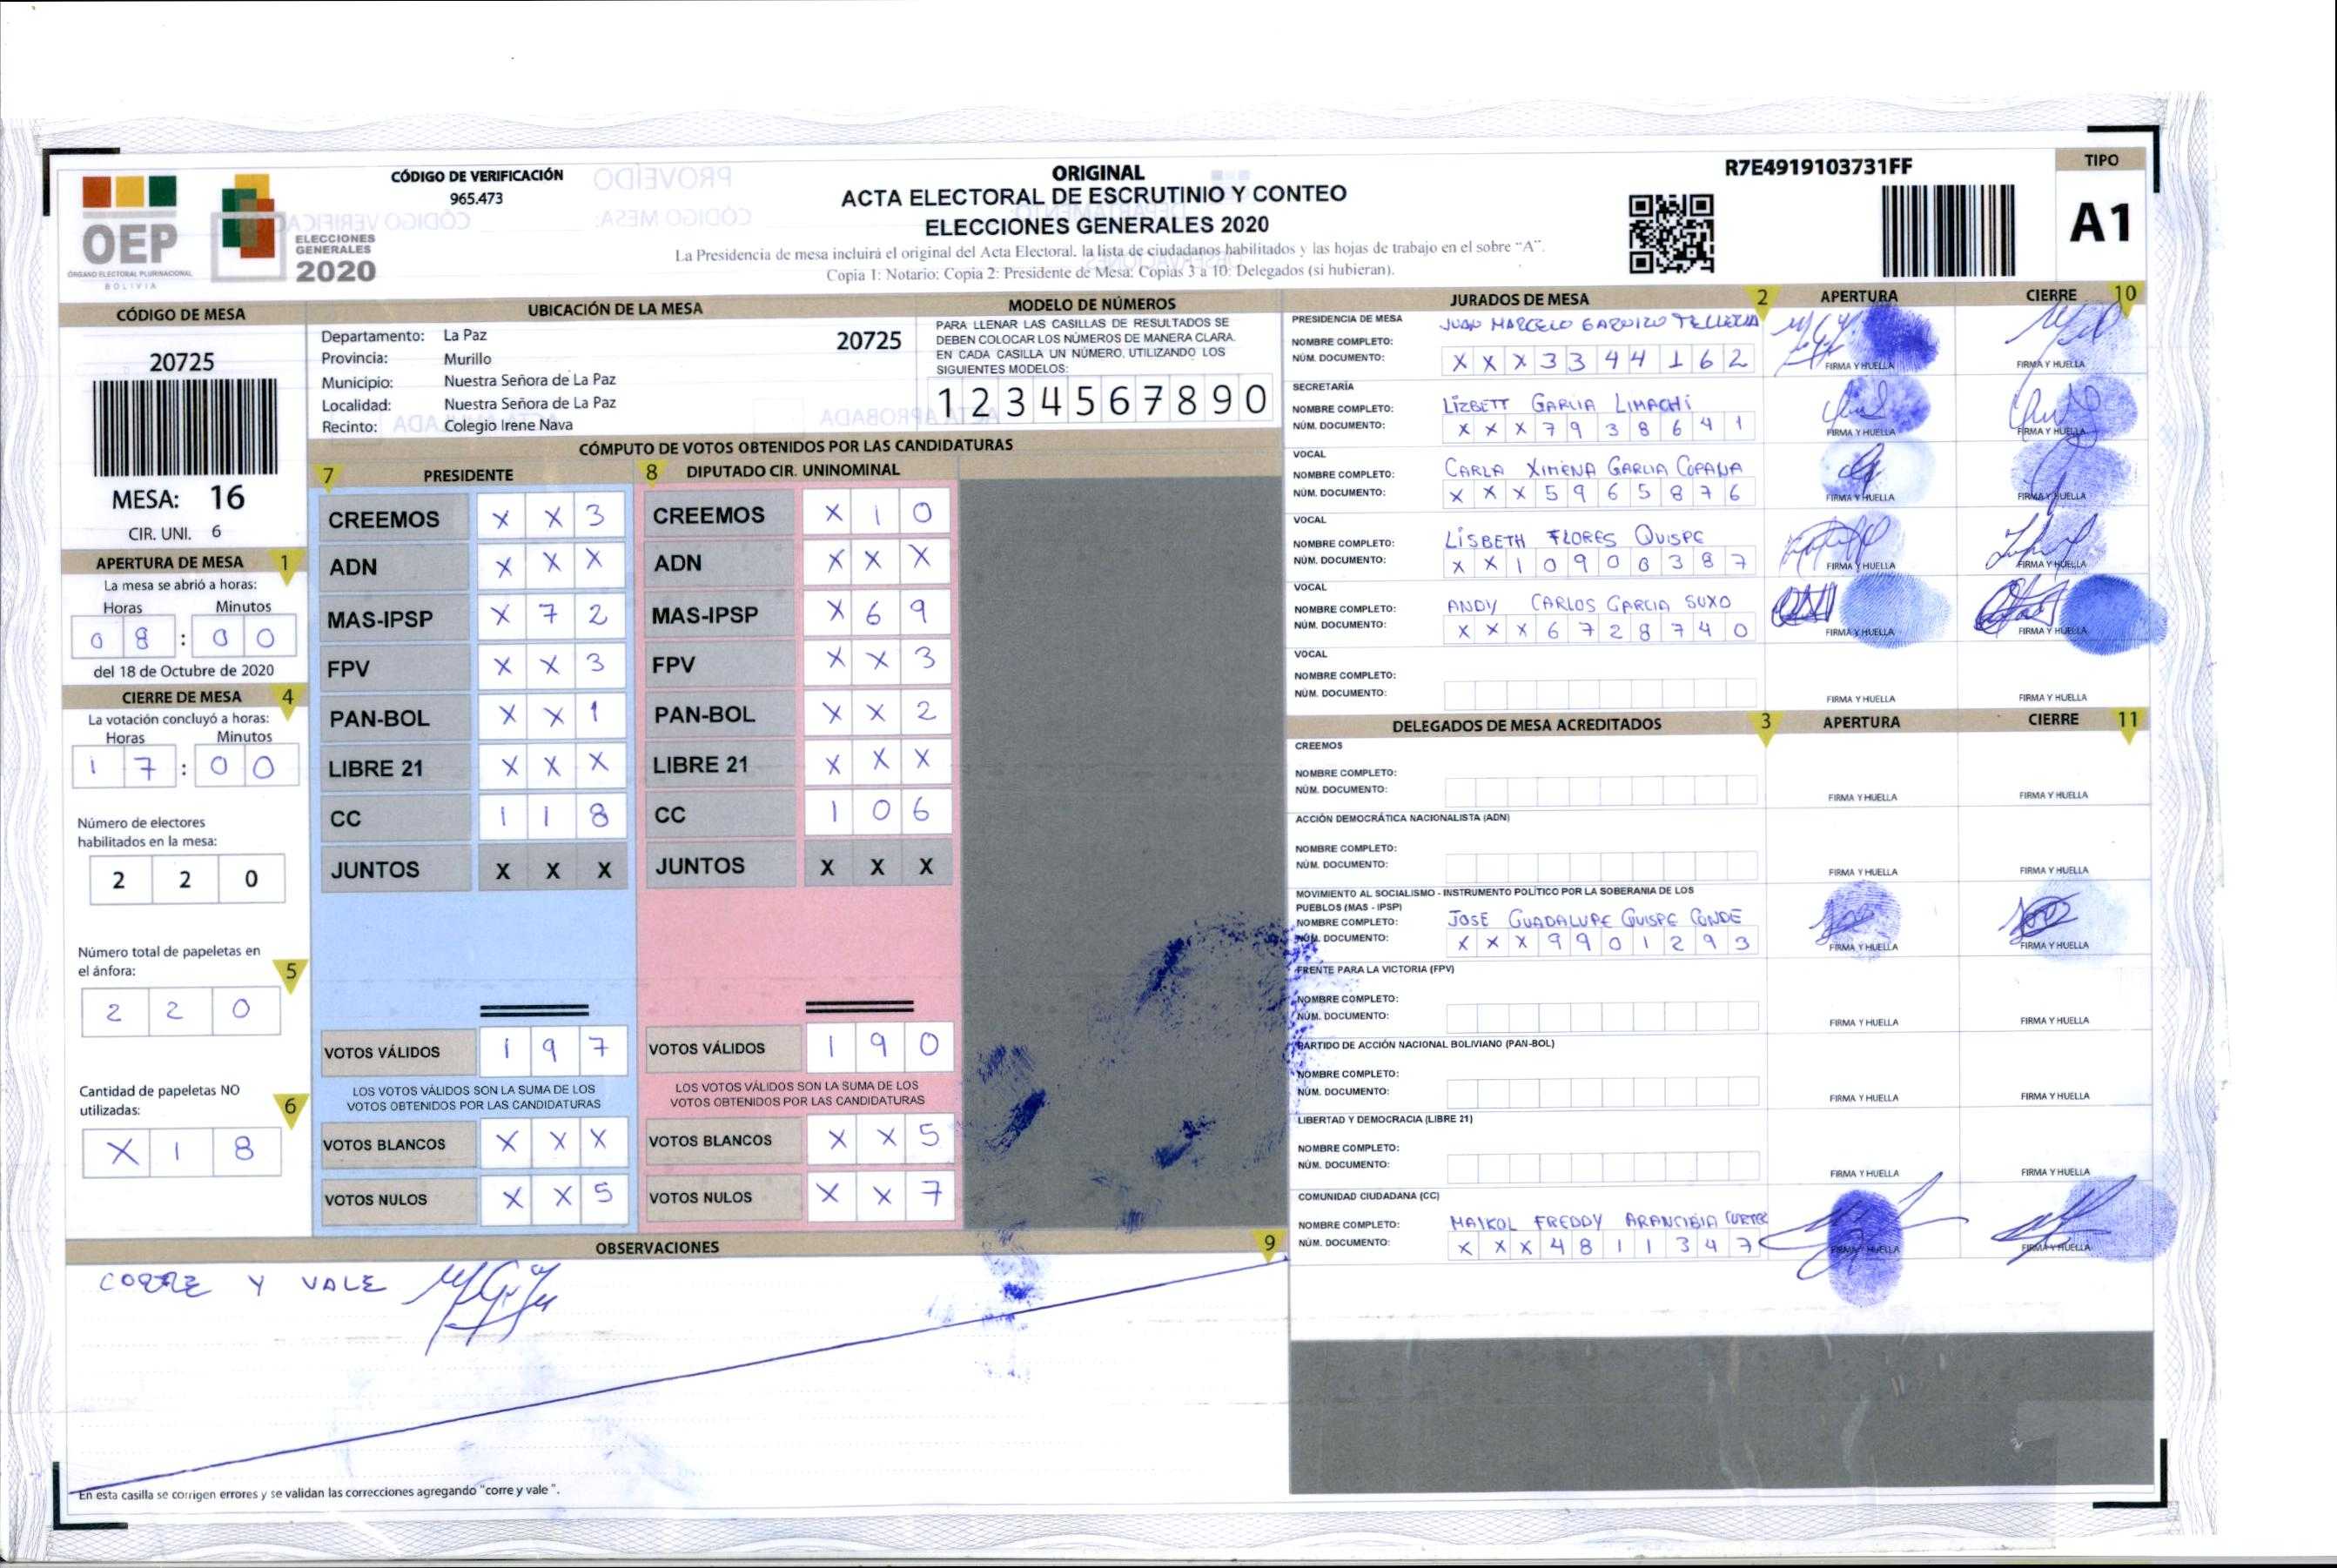 CÓDIGO DE VERIFICACIÓN
965.473
ORIGINAL
ACTA ELECTORAL DE ESCRUTINIO Y CONTEO
ELECCIONES GENERALES 2020
La Presidencia de mesa incluirá el original del Acta Electoral, la lista de ciudadanos habilitados y las hojas de trabajo en el sobre "A".
Copia 1: Notario; Copia 2: Presidente de Mesa; Copias 3 a 10: Delegados (si hubieran).
R7E4919103731FF
TIPO
A1
OEP
ÓRGANO ELECTORAL PLURINACIONAL
BOLIVIA
ELECCIONES
GENERALES
2020
CÓDIGO DE MESA
20725
MESA: 16
CIR. UNI. 6
APERTURA DE MESA 1
La mesa se abrió a horas:
Horas Minutos
0 8 : 0 0
del 18 de Octubre de 2020
CIERRE DE MESA 4
La votación concluyó a horas:
Horas Minutos
1 7 : 0 0
Número de electores
habilitados en la mesa:
2 2 0
Número total de papeletas en
el ánfora: 5
2 2 0
Cantidad de papeletas NO
utilizadas: 6
X 1 8
UBICACIÓN DE LA MESA
Departamento: La Paz 20725
Provincia: Murillo
Municipio: Nuestra Señora de La Paz
Localidad: Nuestra Señora de La Paz
Recinto: Colegio Irene Nava
MODELO DE NÚMEROS
PARA LLENAR LAS CASILLAS DE RESULTADOS SE
DEBEN COLOCAR LOS NÚMEROS DE MANERA CLARA.
EN CADA CASILLA UN NÚMERO, UTILIZANDO LOS
SIGUIENTES MODELOS:
1 2 3 4 5 6 7 8 9 0
CÓMPUTO DE VOTOS OBTENIDOS POR LAS CANDIDATURAS
7 PRESIDENTE 8 DIPUTADO CIR. UNINOMINAL
CREEMOS X X 3 CREEMOS X 1 0
ADN X X X ADN X X X
MAS-IPSP X 7 2 MAS-IPSP X 6 9
FPV X X 3 FPV X X 3
PAN-BOL X X 1 PAN-BOL X X 2
LIBRE 21 X X X LIBRE 21 X X X
CC 1 1 8 CC 1 0 6
JUNTOS X X X JUNTOS X X X
VOTOS VÁLIDOS 1 9 7 VOTOS VÁLIDOS 1 9 0
LOS VOTOS VÁLIDOS SON LA SUMA DE LOS LOS VOTOS VÁLIDOS SON LA SUMA DE LOS
VOTOS OBTENIDOS POR LAS CANDIDATURAS VOTOS OBTENIDOS POR LAS CANDIDATURAS
VOTOS BLANCOS X X X VOTOS BLANCOS X X 5
VOTOS NULOS X X 5 VOTOS NULOS X X 7
OBSERVACIONES 9
CORRE Y VALE
En esta casilla se corrigen errores y se validan las correcciones agregando "corre y vale ".
JURADOS DE MESA 2 APERTURA CIERRE 10
PRESIDENCIA DE MESA
NOMBRE COMPLETO: JUAN MARCELO GARNIZO TELLERIA
NÚM. DOCUMENTO: X X X 3 3 4 4 1 6 2 FIRMA Y HUELLA FIRMA Y HUELLA
SECRETARÍA
NOMBRE COMPLETO: LIZBETT GARCIA LIMACHI
NÚM. DOCUMENTO: X X X 7 9 3 8 6 4 1 FIRMA Y HUELLA FIRMA Y HUELLA
VOCAL
NOMBRE COMPLETO: CARLA XIMENA GARCIA COPANA
NÚM. DOCUMENTO: X X X 5 9 6 5 8 7 6 FIRMA Y HUELLA FIRMA Y HUELLA
VOCAL
NOMBRE COMPLETO: LISBETH FLORES QUISPE
NÚM. DOCUMENTO: X X 1 0 9 0 0 3 8 7 FIRMA Y HUELLA FIRMA Y HUELLA
VOCAL
NOMBRE COMPLETO: ANDY CARLOS GARCIA SUXO
NÚM. DOCUMENTO: X X X 6 7 2 8 7 4 0 FIRMA Y HUELLA FIRMA Y HUELLA
VOCAL
NOMBRE COMPLETO:
NÚM. DOCUMENTO: FIRMA Y HUELLA FIRMA Y HUELLA
DELEGADOS DE MESA ACREDITADOS 3 APERTURA CIERRE 11
CREEMOS
NOMBRE COMPLETO:
NÚM. DOCUMENTO: FIRMA Y HUELLA FIRMA Y HUELLA
ACCIÓN DEMOCRÁTICA NACIONALISTA (ADN)
NOMBRE COMPLETO:
NÚM. DOCUMENTO: FIRMA Y HUELLA FIRMA Y HUELLA
MOVIMIENTO AL SOCIALISMO - INSTRUMENTO POLÍTICO POR LA SOBERANIA DE LOS
PUEBLOS (MAS - IPSP)
NOMBRE COMPLETO: JOSE GUADALUPE QUISPE CONDE
NÚM. DOCUMENTO: X X X 9 9 0 1 2 9 3 FIRMA Y HUELLA FIRMA Y HUELLA
FRENTE PARA LA VICTORIA (FPV)
NOMBRE COMPLETO:
NÚM. DOCUMENTO: FIRMA Y HUELLA FIRMA Y HUELLA
PARTIDO DE ACCIÓN NACIONAL BOLIVIANO (PAN-BOL)
NOMBRE COMPLETO:
NÚM. DOCUMENTO: FIRMA Y HUELLA FIRMA Y HUELLA
LIBERTAD Y DEMOCRACIA (LIBRE 21)
NOMBRE COMPLETO:
NÚM. DOCUMENTO: FIRMA Y HUELLA FIRMA Y HUELLA
COMUNIDAD CIUDADANA (CC)
NOMBRE COMPLETO: MAIKOL FREDDY ARANCIBIA CORTEZ
NÚM. DOCUMENTO: X X X 4 8 1 1 3 4 7 FIRMA Y HUELLA FIRMA Y HUELLA